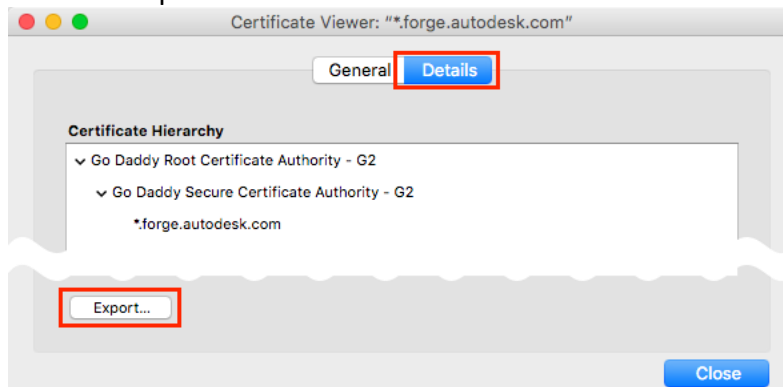 Certificate Viewer: "*.forge.autodesk.com"
General Details
Certificate Hierarchy
Go Daddy Root Certificate Authority - G2
Go Daddy Secure Certificate Authority - G2
*.forge.autodesk.com
Export...
Close